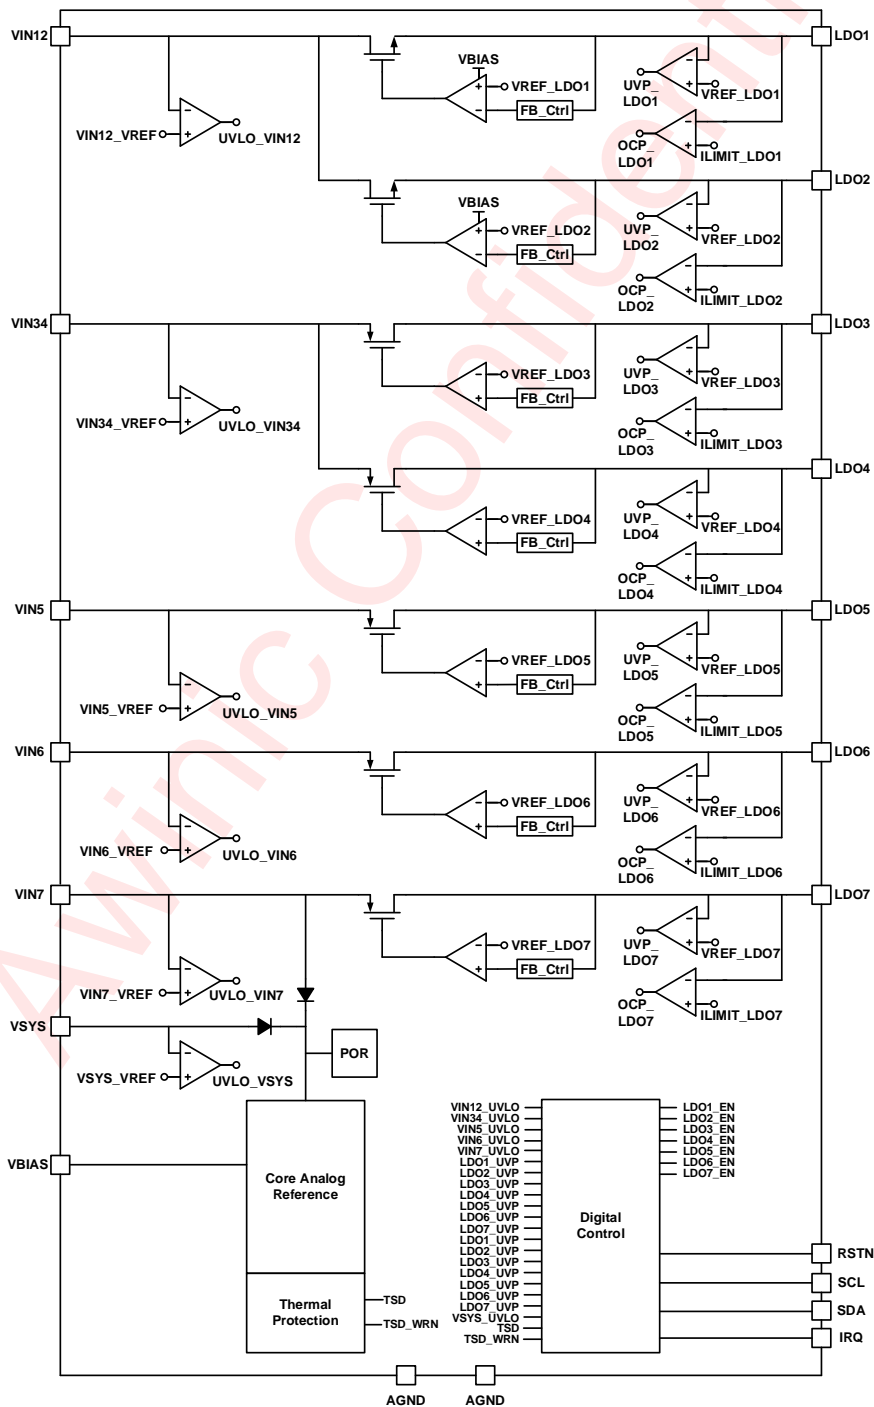 VIN12
LDO1
VBIAS
VREF_LDO1
FB_Ctrl
UVP_
LDO1
VREF_LDO1
VIN12_VREF
UVLO_VIN12
OCP_
LDO1
ILIMIT_LDO1
LDO2
VBIAS
VREF_LDO2
FB_Ctrl
UVP_
LDO2
VREF_LDO2
OCP_
LDO2
ILIMIT_LDO2
VIN34
LDO3
VREF_LDO3
FB_Ctrl
UVP_
LDO3
VREF_LDO3
VIN34_VREF
UVLO_VIN34
OCP_
LDO3
ILIMIT_LDO3
LDO4
VREF_LDO4
FB_Ctrl
UVP_
LDO4
VREF_LDO4
OCP_
LDO4
ILIMIT_LDO4
VIN5
LDO5
VREF_LDO5
FB_Ctrl
UVP_
LDO5
VREF_LDO5
VIN5_VREF
UVLO_VIN5
OCP_
LDO5
ILIMIT_LDO5
VIN6
LDO6
VREF_LDO6
FB_Ctrl
UVP_
LDO6
VREF_LDO6
VIN6_VREF
UVLO_VIN6
OCP_
LDO6
ILIMIT_LDO6
VIN7
LDO7
VREF_LDO7
FB_Ctrl
UVP_
LDO7
VREF_LDO7
VIN7_VREF
UVLO_VIN7
OCP_
LDO7
ILIMIT_LDO7
VSYS
POR
VSYS_VREF
UVLO_VSYS
VBIAS
Core Analog
Reference
Thermal
Protection
TSD
TSD_WRN
VIN12_UVLO
VIN34_UVLO
VIN5_UVLO
VIN6_UVLO
VIN7_UVLO
LDO1_UVP
LDO2_UVP
LDO3_UVP
LDO4_UVP
LDO5_UVP
LDO6_UVP
LDO7_UVP
LDO1_UVP
LDO2_UVP
LDO3_UVP
LDO4_UVP
LDO5_UVP
LDO6_UVP
LDO7_UVP
VSYS_UVLO
TSD
TSD_WRN
Digital
Control
LDO1_EN
LDO2_EN
LDO3_EN
LDO4_EN
LDO5_EN
LDO6_EN
LDO7_EN
RSTN
SCL
SDA
IRQ
AGND
AGND
Awinic Confidenti